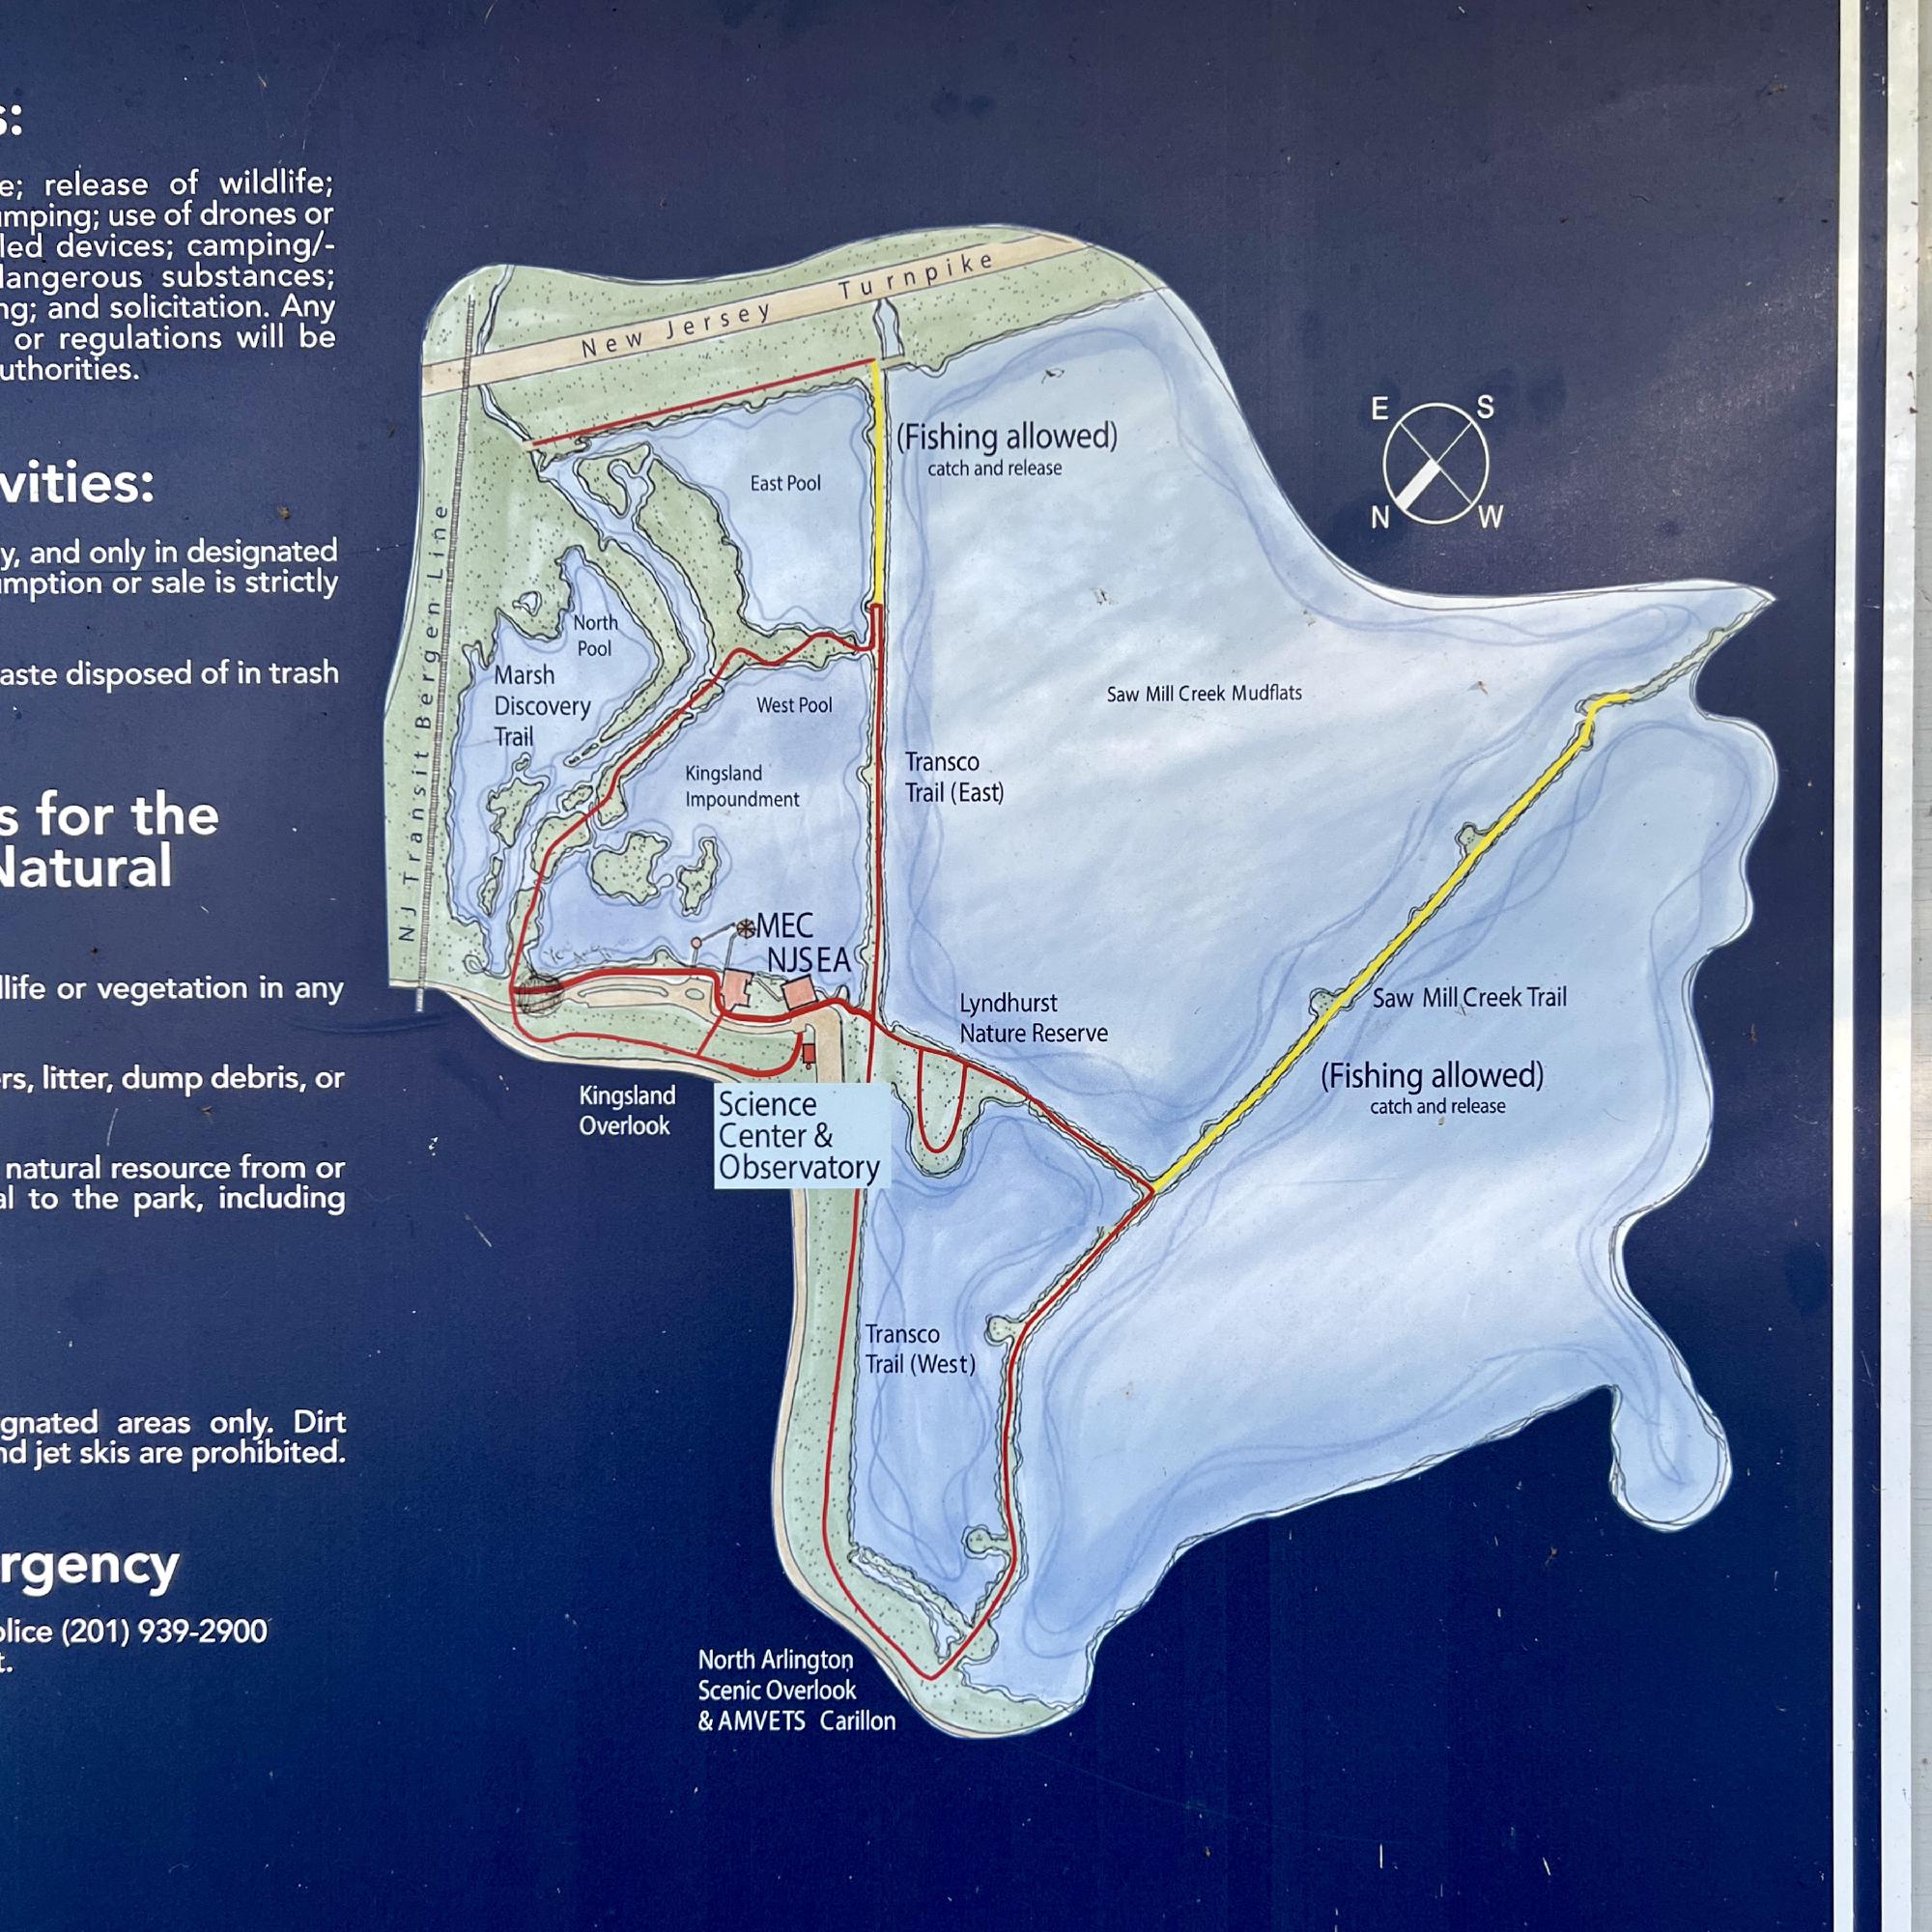 s:
e; release of wildlife;
umping; use of drones or
led devices; camping/-
dangerous substances;
ng; and solicitation. Any
or regulations will be
uthorities.
vities:
y, and only in designated
umption or sale is strictly
aste disposed of in trash
s for the
Natural
llife or vegetation in any
rs, litter, dump debris, or
natural resource from or
al to the park, including
gnated areas only. Dirt
nd jet skis are prohibited.
rgency
olice (201) 939-2900
t.
New Jersey Turnpike
NJ Transit Bergen Line
(Fishing allowed)
catch and release
East Pool
E S
N W
North
Pool
Marsh
Discovery
Trail
West Pool
Saw Mill Creek Mudflats
Kingsland
Impoundment
Transco
Trail (East)
MEC
NJSEA
Lyndhurst
Nature Reserve
Saw Mill Creek Trail
(Fishing allowed)
catch and release
Kingsland
Overlook
Science
Center &
Observatory
Transco
Trail (West)
North Arlington
Scenic Overlook
& AMVETS Carillon